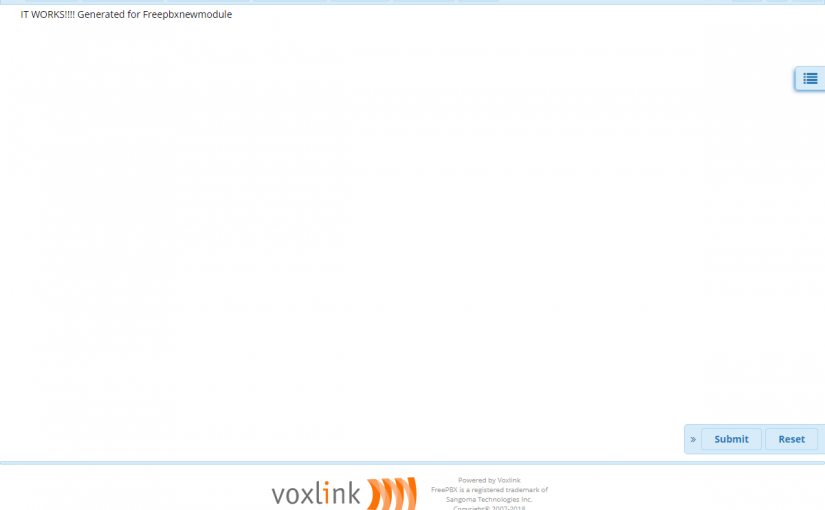 IT WORKS!!!! Generated for Freepbxnewmodule
» Submit Reset
voxlink
Powered by Voxlink
FreePBX is a registered trademark of
Sangoma Technologies Inc.
Copyright© 2007-2018